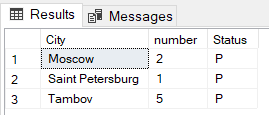 Results Messages
City number Status
1 Moscow 2 P
2 Saint Petersburg 1 P
3 Tambov 5 P